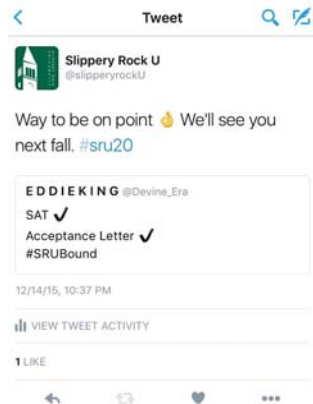 Tweet
Slippery Rock U
@slipperyrockU
Way to be on point 👌 We'll see you
next fall. #sru20
EDDIEKING @Devine_Era
SAT ✔
Acceptance Letter ✔
#SRUBound
12/14/15, 10:37 PM
VIEW TWEET ACTIVITY
1 LIKE